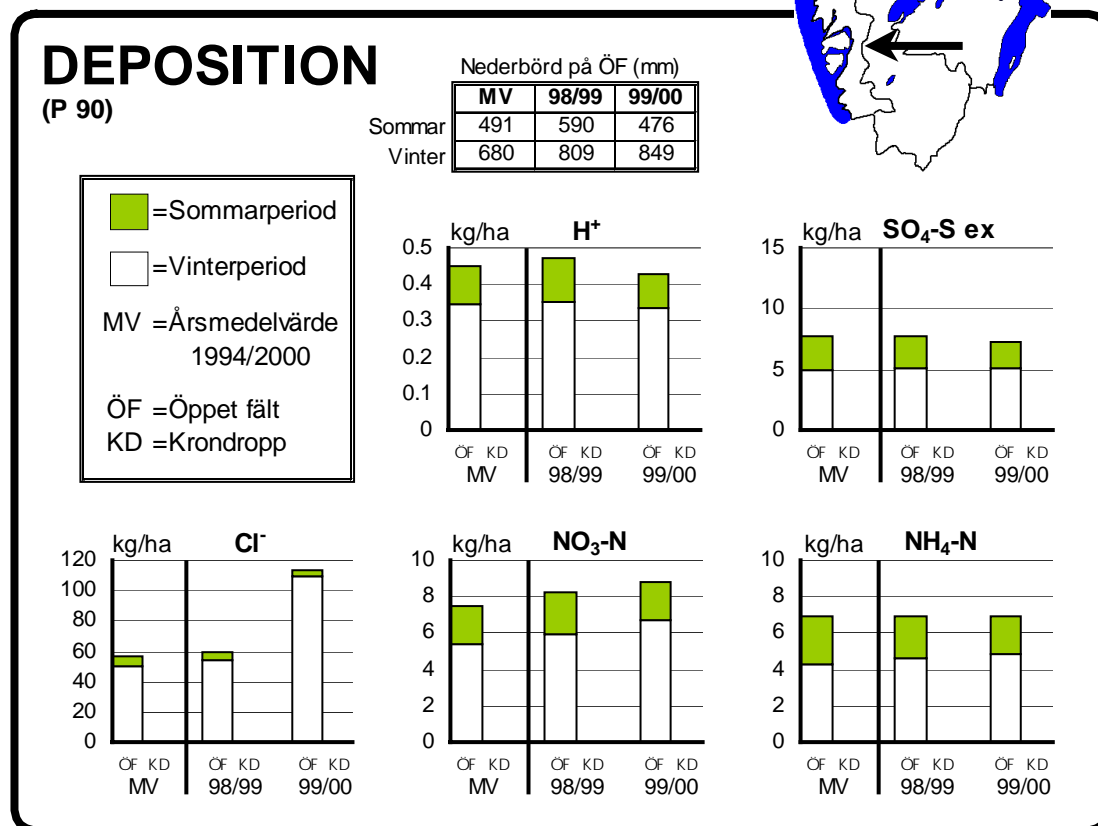 DEPOSITION
(P 90)
Nederbörd på ÖF (mm)
MV 98/99 99/00
Sommar 491 590 476
Vinter 680 809 849
=Sommarperiod
=Vinterperiod
MV =Årsmedelvärde
1994/2000
ÖF =Öppet fält
KD =Krondropp
kg/ha H⁺
0.5
0.4
0.3
0.2
0.1
0
ÖF KD ÖF KD ÖF KD
MV 98/99 99/00
kg/ha SO₄-S ex
15
10
5
0
ÖF KD ÖF KD ÖF KD
MV 98/99 99/00
kg/ha Cl⁻
120
100
80
60
40
20
0
ÖF KD ÖF KD ÖF KD
MV 98/99 99/00
kg/ha NO₃-N
10
8
6
4
2
0
ÖF KD ÖF KD ÖF KD
MV 98/99 99/00
kg/ha NH₄-N
10
8
6
4
2
0
ÖF KD ÖF KD ÖF KD
MV 98/99 99/00